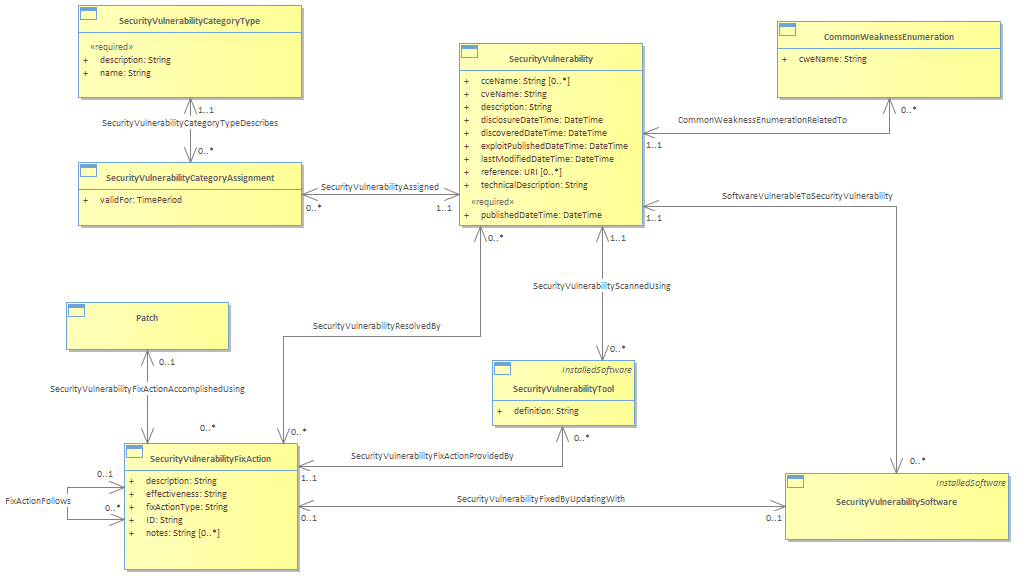 SecurityVulnerabilityCategoryType
«required»
+ description: String
+ name: String
1..1
SecurityVulnerabilityCategoryTypeDescribes
0..*
SecurityVulnerabilityCategoryAssignment
+ validFor: TimePeriod
SecurityVulnerabilityAssigned
0..*
1..1
SecurityVulnerability
+ cceName: String [0..*]
+ cveName: String
+ description: String
+ disclosureDateTime: DateTime
+ discoveredDateTime: DateTime
+ exploitPublishedDateTime: DateTime
+ lastModifiedDateTime: DateTime
+ reference: URI [0..*]
+ technicalDescription: String
«required»
+ publishedDateTime: DateTime
CommonWeaknessEnumeration
+ cweName: String
0..*
CommonWeaknessEnumerationRelatedTo
1..1
SoftwareVulnerableToSecurityVulnerability
1..1
0..*
1..1
SecurityVulnerabilityScannedUsing
SecurityVulnerabilityResolvedBy
0..*
Patch
0..1
SecurityVulnerabilityFixActionAccomplishedUsing
0..*
0..*
InstalledSoftware
SecurityVulnerabilityTool
+ definition: String
0..*
SecurityVulnerabilityFixActionProvidedBy
1..1
SecurityVulnerabilityFixAction
+ description: String
+ effectiveness: String
+ fixActionType: String
+ ID: String
+ notes: String [0..*]
0..1
FixActionFollows
0..*
SecurityVulnerabilityFixedByUpdatingWith
0..1
0..1
0..*
InstalledSoftware
SecurityVulnerabilitySoftware